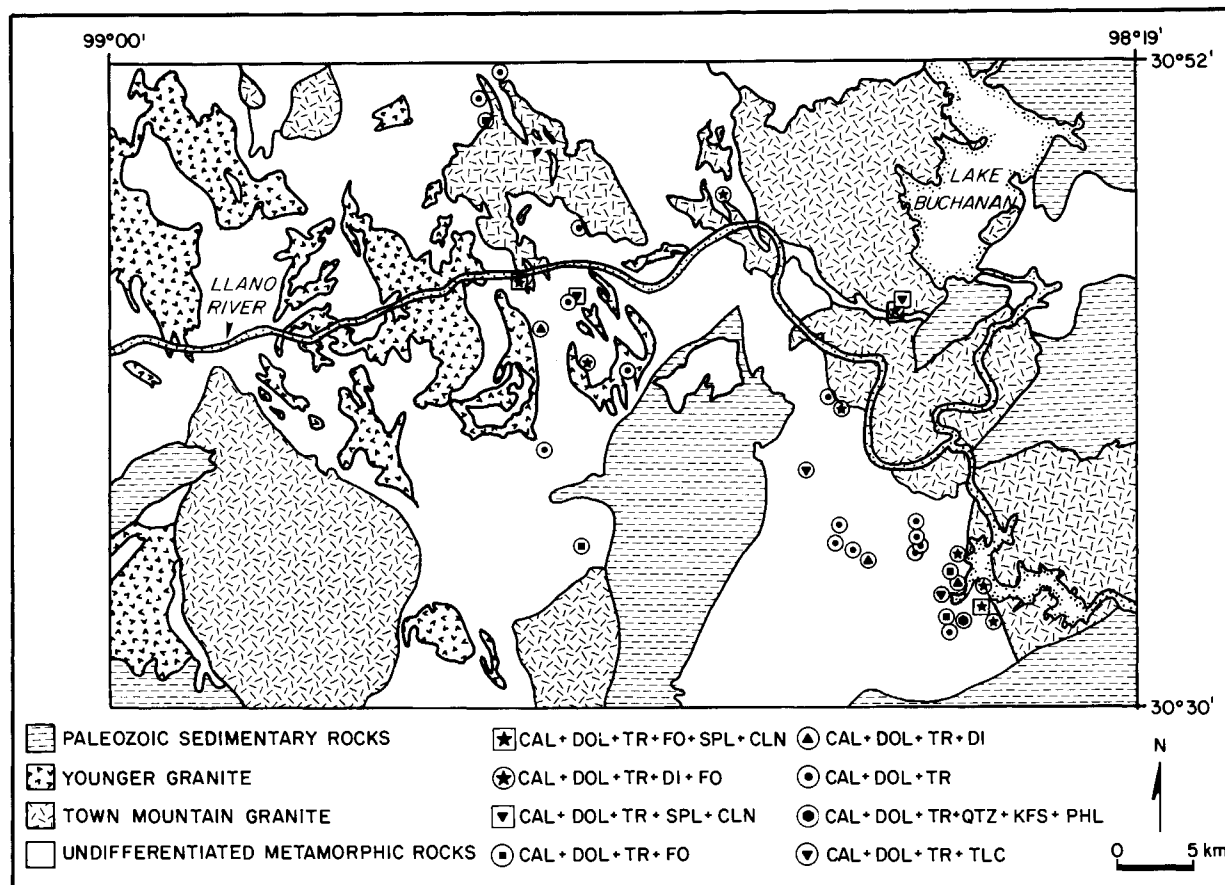 99°00'
98°19'
30°52'
LAKE
BUCHANAN
LLANO
RIVER
30°30'
PALEOZOIC SEDIMENTARY ROCKS
YOUNGER GRANITE
TOWN MOUNTAIN GRANITE
UNDIFFERENTIATED METAMORPHIC ROCKS
CAL+DOL+TR+FO+SPL+CLN
CAL+DOL+TR+DI+FO
CAL+DOL+TR+SPL+CLN
CAL+DOL+TR+FO
CAL+DOL+TR+DI
CAL+DOL+TR
CAL+DOL+TR+QTZ+KFS+PHL
CAL+DOL+TR+TLC
N
0 5 km